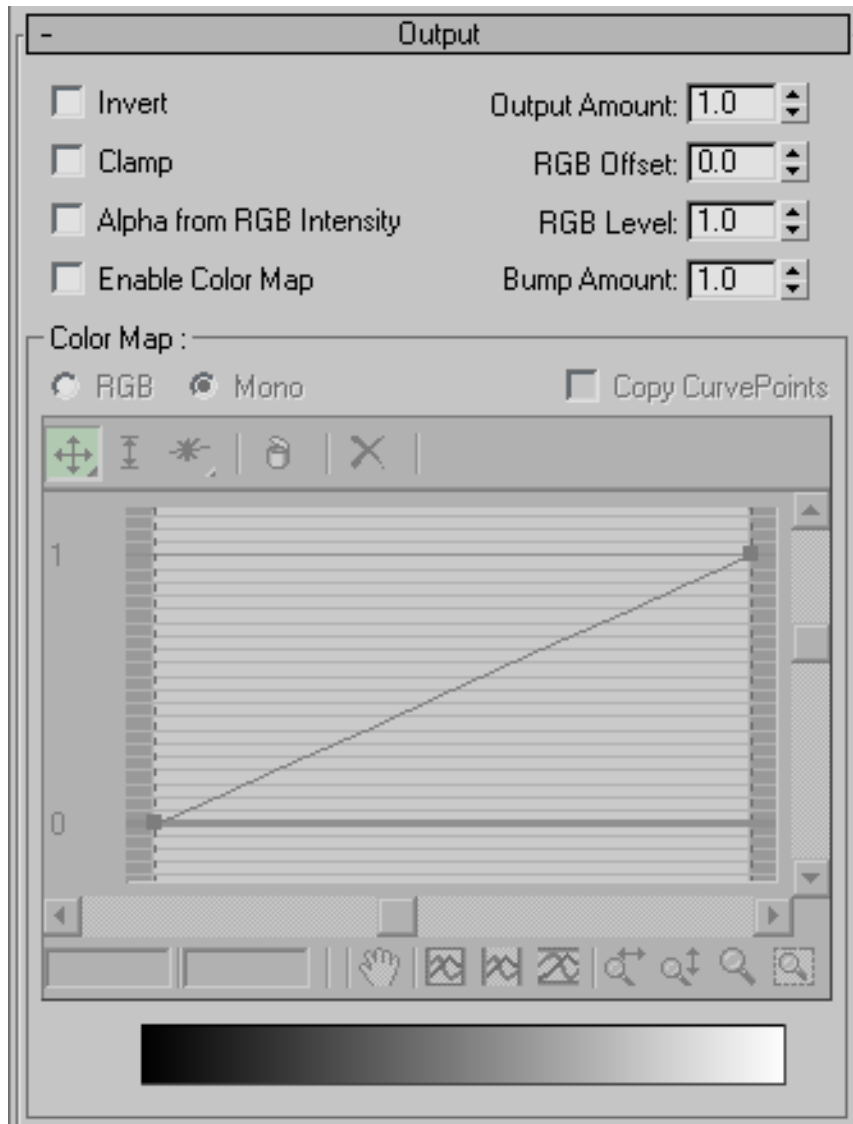 - Output
Invert Output Amount: 1.0
Clamp RGB Offset: 0.0
Alpha from RGB Intensity RGB Level: 1.0
Enable Color Map Bump Amount: 1.0
Color Map :
RGB Mono Copy CurvePoints
1
0